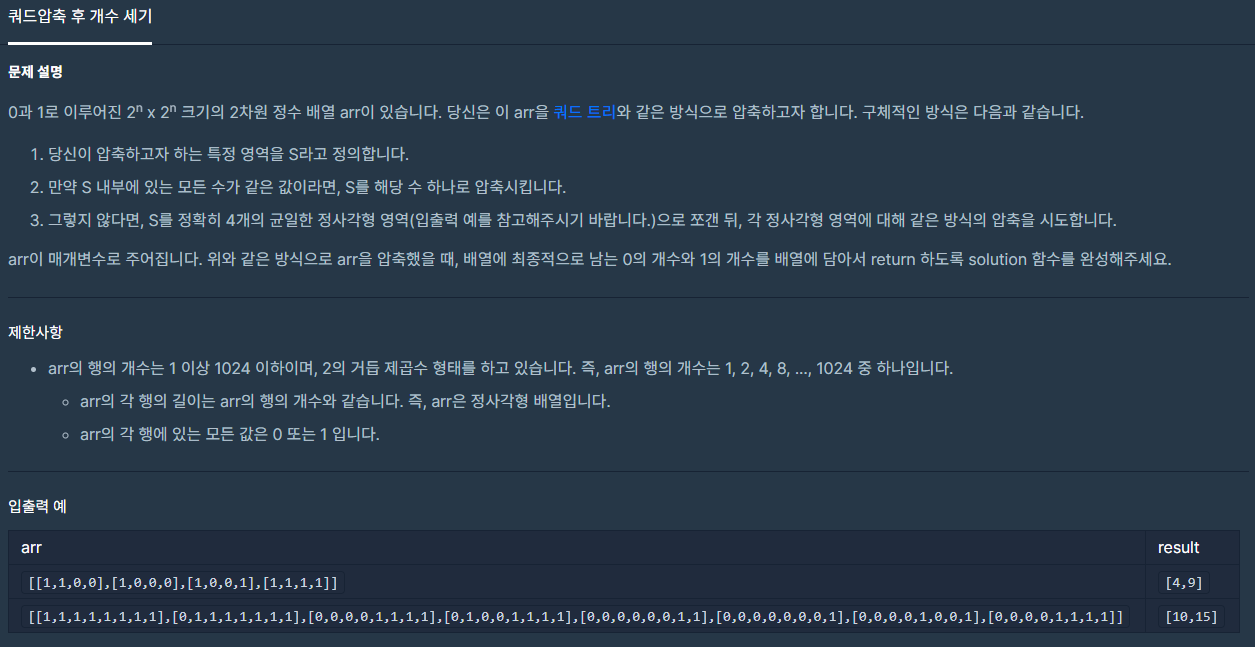 쿼드압축 후 개수 세기
문제 설명
0과 1로 이루어진 2ⁿ x 2ⁿ 크기의 2차원 정수 배열 arr이 있습니다. 당신은 이 arr을 쿼드 트리와 같은 방식으로 압축하고자 합니다. 구체적인 방식은 다음과 같습니다.
1. 당신이 압축하고자 하는 특정 영역을 S라고 정의합니다.
2. 만약 S 내부에 있는 모든 수가 같은 값이라면, S를 해당 수 하나로 압축시킵니다.
3. 그렇지 않다면, S를 정확히 4개의 균일한 정사각형 영역(입출력 예를 참고해주시기 바랍니다.)으로 쪼갠 뒤, 각 정사각형 영역에 대해 같은 방식의 압축을 시도합니다.
arr이 매개변수로 주어집니다. 위와 같은 방식으로 arr을 압축했을 때, 배열에 최종적으로 남는 0의 개수와 1의 개수를 배열에 담아서 return 하도록 solution 함수를 완성해주세요.
제한사항
• arr의 행의 개수는 1 이상 1024 이하이며, 2의 거듭 제곱수 형태를 하고 있습니다. 즉, arr의 행의 개수는 1, 2, 4, 8, ..., 1024 중 하나입니다.
◦ arr의 각 행의 길이는 arr의 행의 개수와 같습니다. 즉, arr은 정사각형 배열입니다.
◦ arr의 각 행에 있는 모든 값은 0 또는 1 입니다.
입출력 예
arr result
[[1,1,0,0],[1,0,0,0],[1,0,0,1],[1,1,1,1]] [4,9]
[[1,1,1,1,1,1,1,1],[0,1,1,1,1,1,1,1],[0,0,0,0,1,1,1,1],[0,1,0,0,1,1,1,1],[0,0,0,0,0,0,1,1],[0,0,0,0,0,0,0,1],[0,0,0,0,1,0,0,1],[0,0,0,0,1,1,1,1]] [10,15]